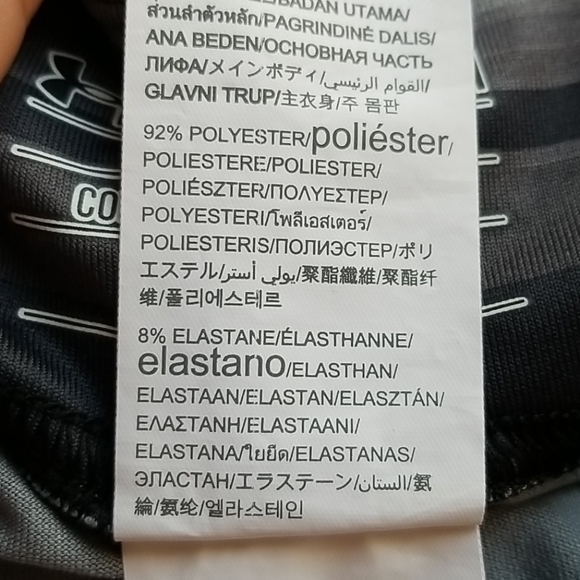 BADAN UTAMA/
ส่วนลำตัวหลัก/PAGRINDINĖ DALIS/
ANA BEDEN/ОСНОВНАЯ ЧАСТЬ
ЛИФА/メインボディ/القوام الرئيسي/
GLAVNI TRUP/主衣身/주 몸판
92% POLYESTER/poliéster/
POLIESTERE/POLIESTER/
POLIÉSZTER/ΠΟΛΥΕΣΤΕΡ/
POLYESTERI/โพลีเอสเตอร์/
POLIESTERIS/ПОЛИЭСТЕР/ポリ
エステル/بولي أستر/聚酯纖維/聚酯纤
维/폴리에스테르
8% ELASTANE/ÉLASTHANNE/
elastano/ELASTHAN/
ELASTAAN/ELASTAN/ELASZTÁN/
ΕΛΑΣΤΑΝΗ/ELASTAANI/
ELASTANA/ใยยืด/ELASTANAS/
ЭЛАСТАН/エラステーン/الستان/氨
綸/氨纶/엘라스테인
CO